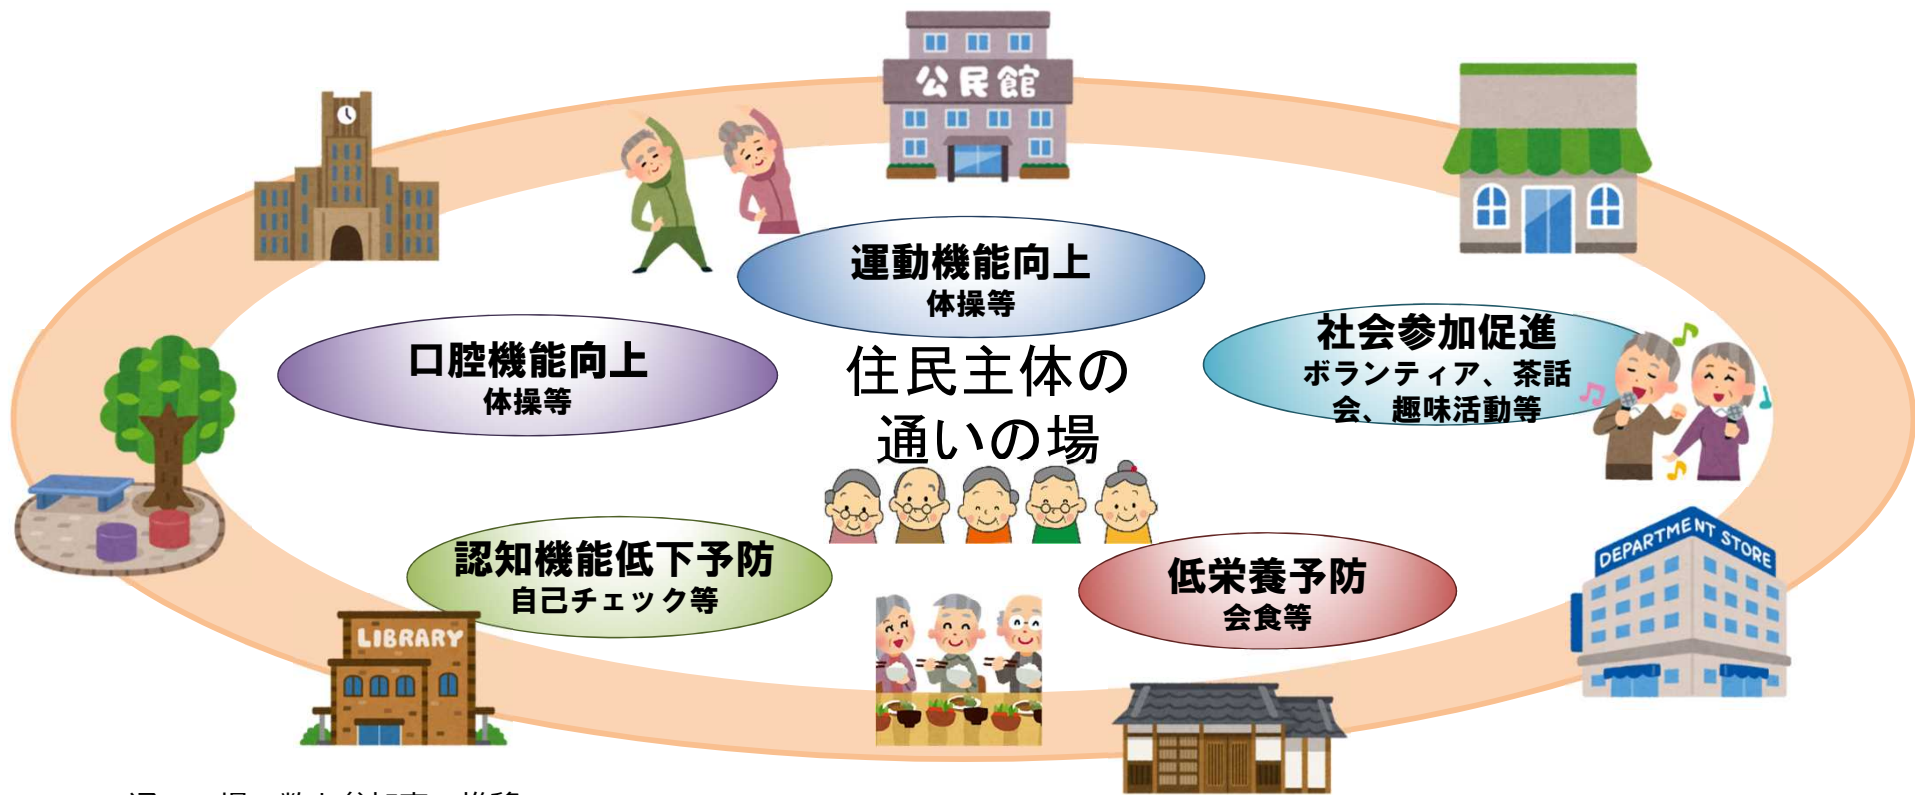 公民館
運動機能向上
体操等
口腔機能向上
体操等
社会参加促進
ボランティア、茶話
会、趣味活動等
住民主体の
通いの場
認知機能低下予防
自己チェック等
低栄養予防
会食等
DEPARTMENT STORE
LIBRARY